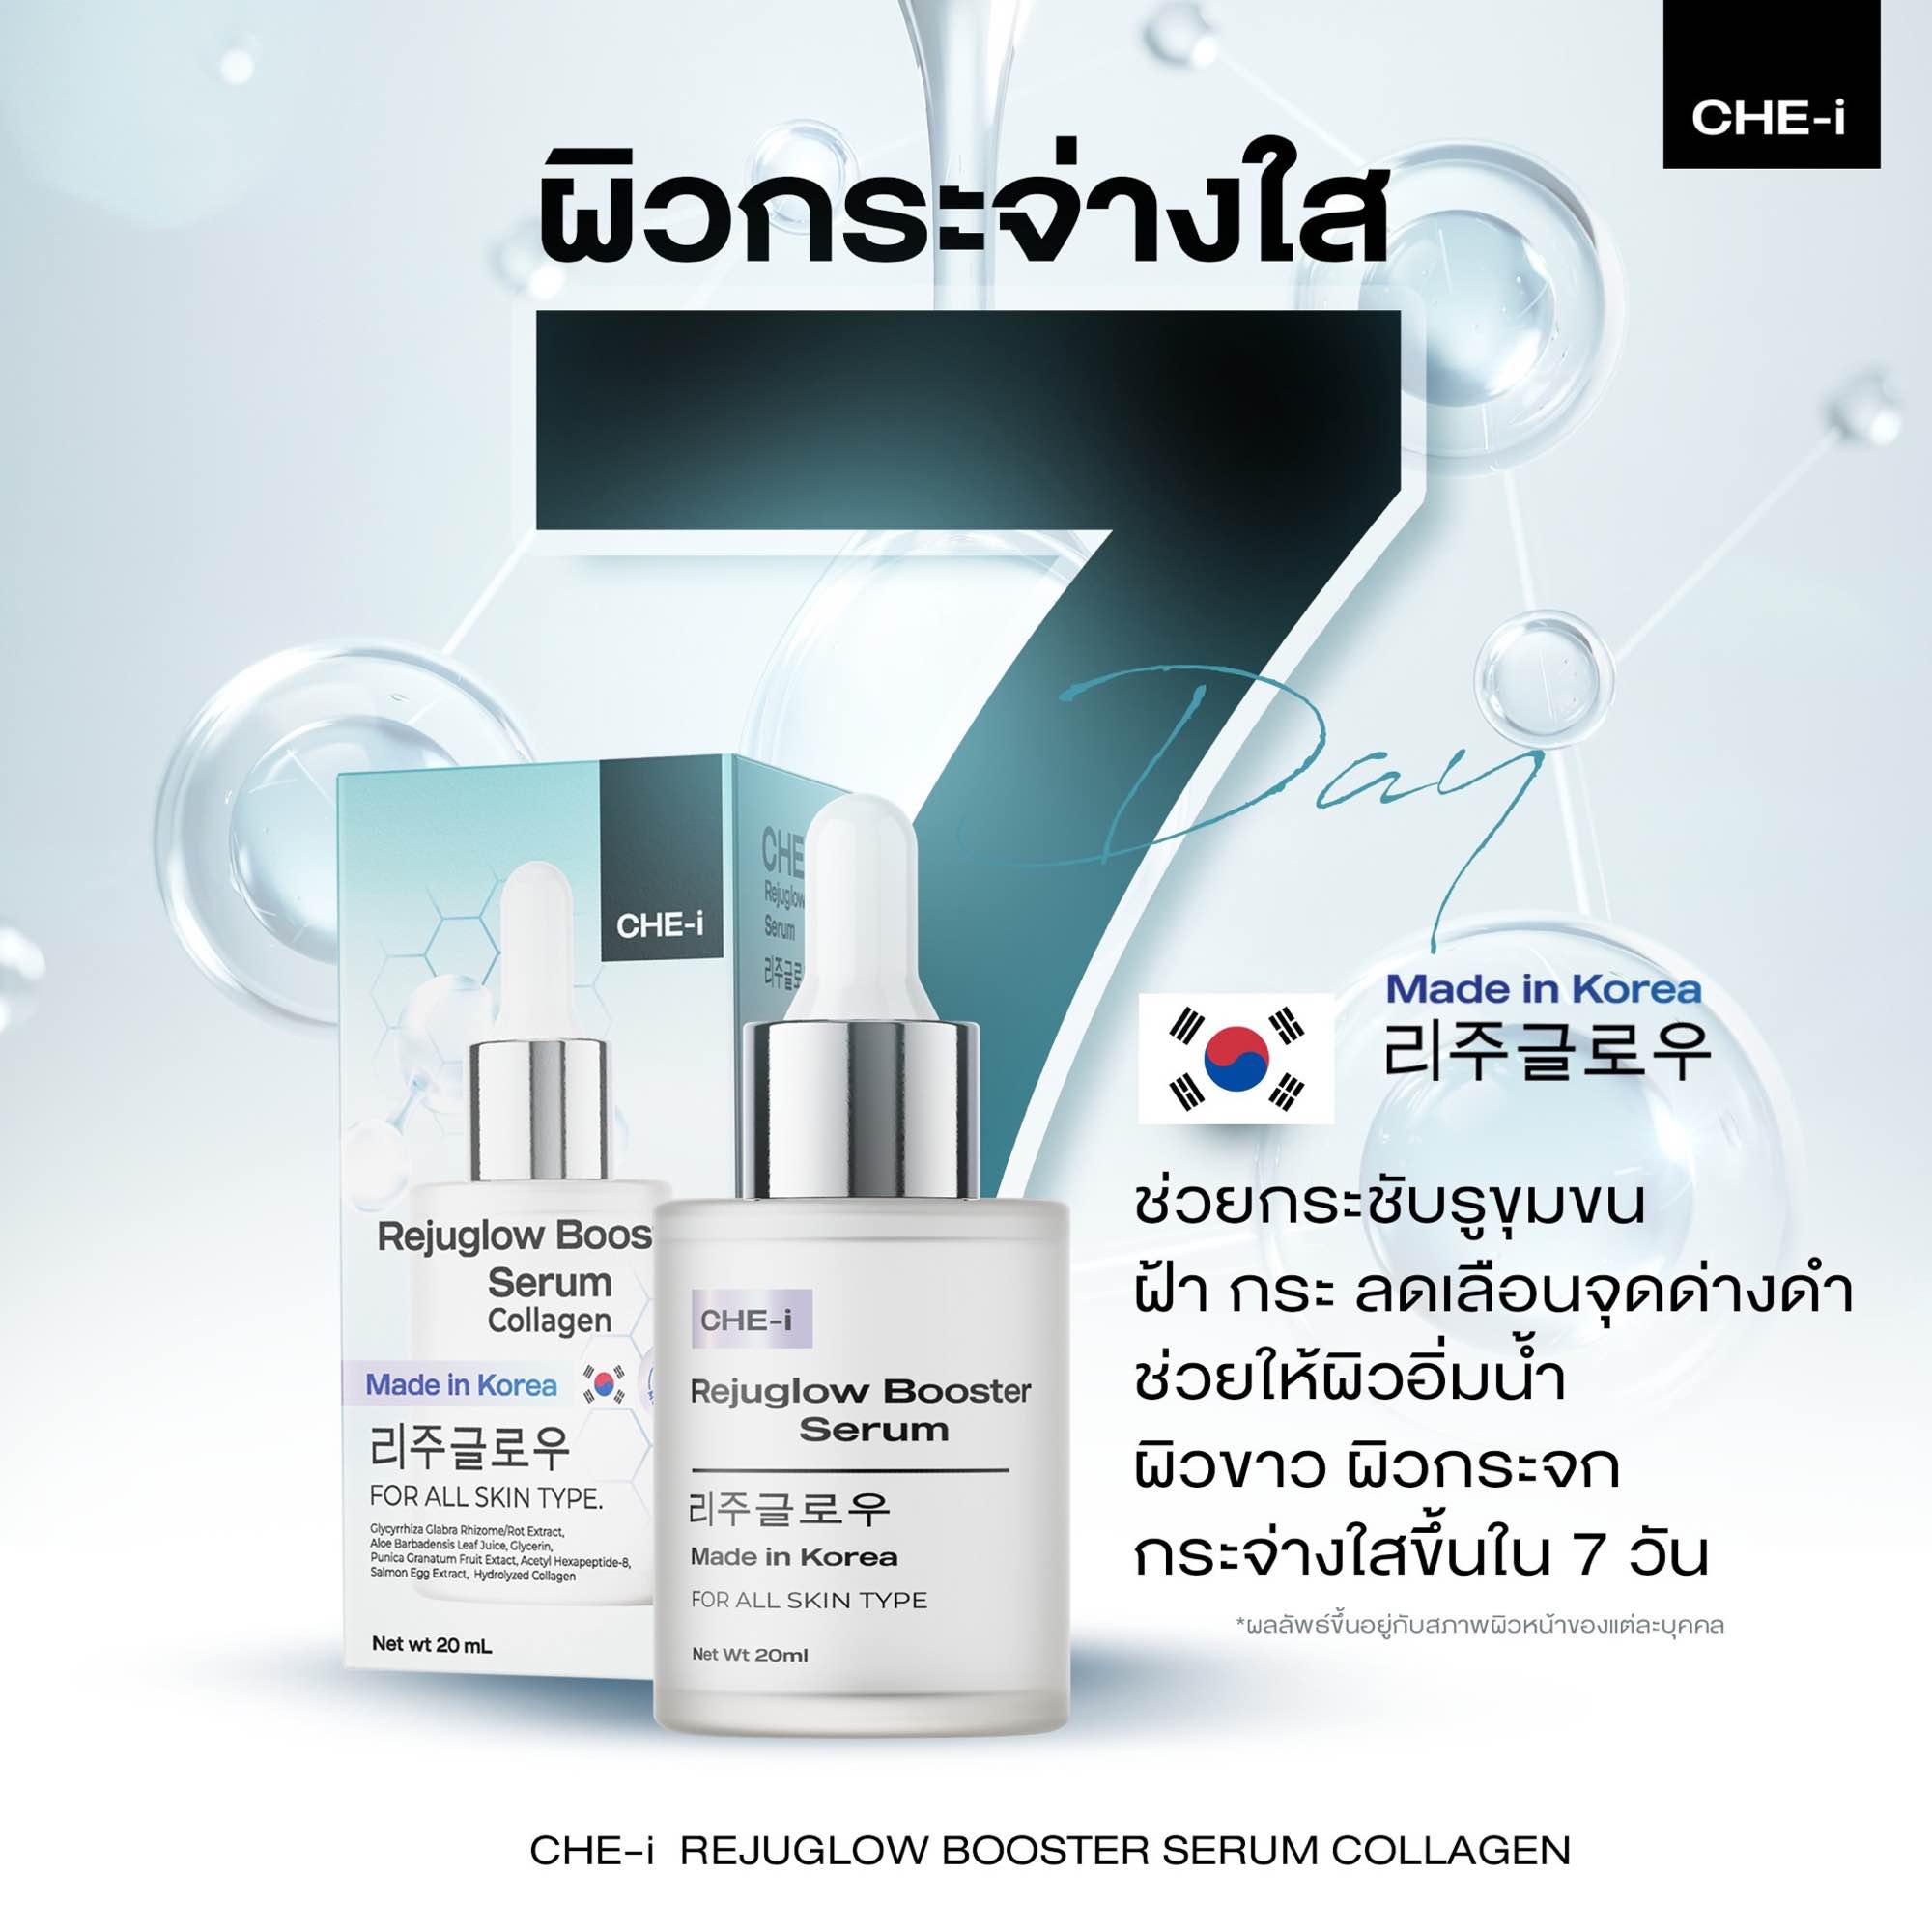 CHE-i
ผิวกระจ่างใส
7
Day
CHE-i
CHE
Rejuglow
Serum
리주글로
Rejuglow Boos
Serum
Collagen
Made in Korea
리주글로우
FOR ALL SKIN TYPE.
Glycyrrhiza Glabra Rhizome/Rot Extract,
Aloe Barbadensis Leaf Juice, Glycerin,
Punica Granatum Fruit Extact, Acetyl Hexapeptide-8,
Salmon Egg Extract, Hydrolyzed Collagen
Net wt 20 mL
CHE-i
Rejuglow Booster
Serum
리주글로우
Made in Korea
FOR ALL SKIN TYPE
Net Wt 20ml
Made in Korea
리주글로우
ช่วยกระชับรูขุมขน
ฝ้า กระ ลดเลือนจุดด่างดำ
ช่วยให้ผิวอิ่มน้ำ
ผิวขาว ผิวกระจก
กระจ่างใสขึ้นใน 7 วัน
*ผลลัพธ์ขึ้นอยู่กับสภาพผิวหน้าของแต่ละบุคคล
CHE-i REJUGLOW BOOSTER SERUM COLLAGEN